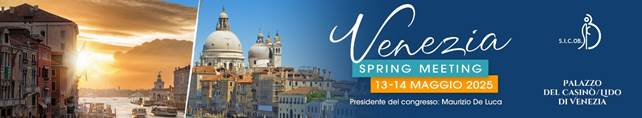 Venezia
SPRING MEETING
13-14 MAGGIO 2025
Presidente del congresso: Maurizio De Luca
S.I.C.OB.
PALAZZO
DEL CASINÒ/LIDO
DI VENEZIA